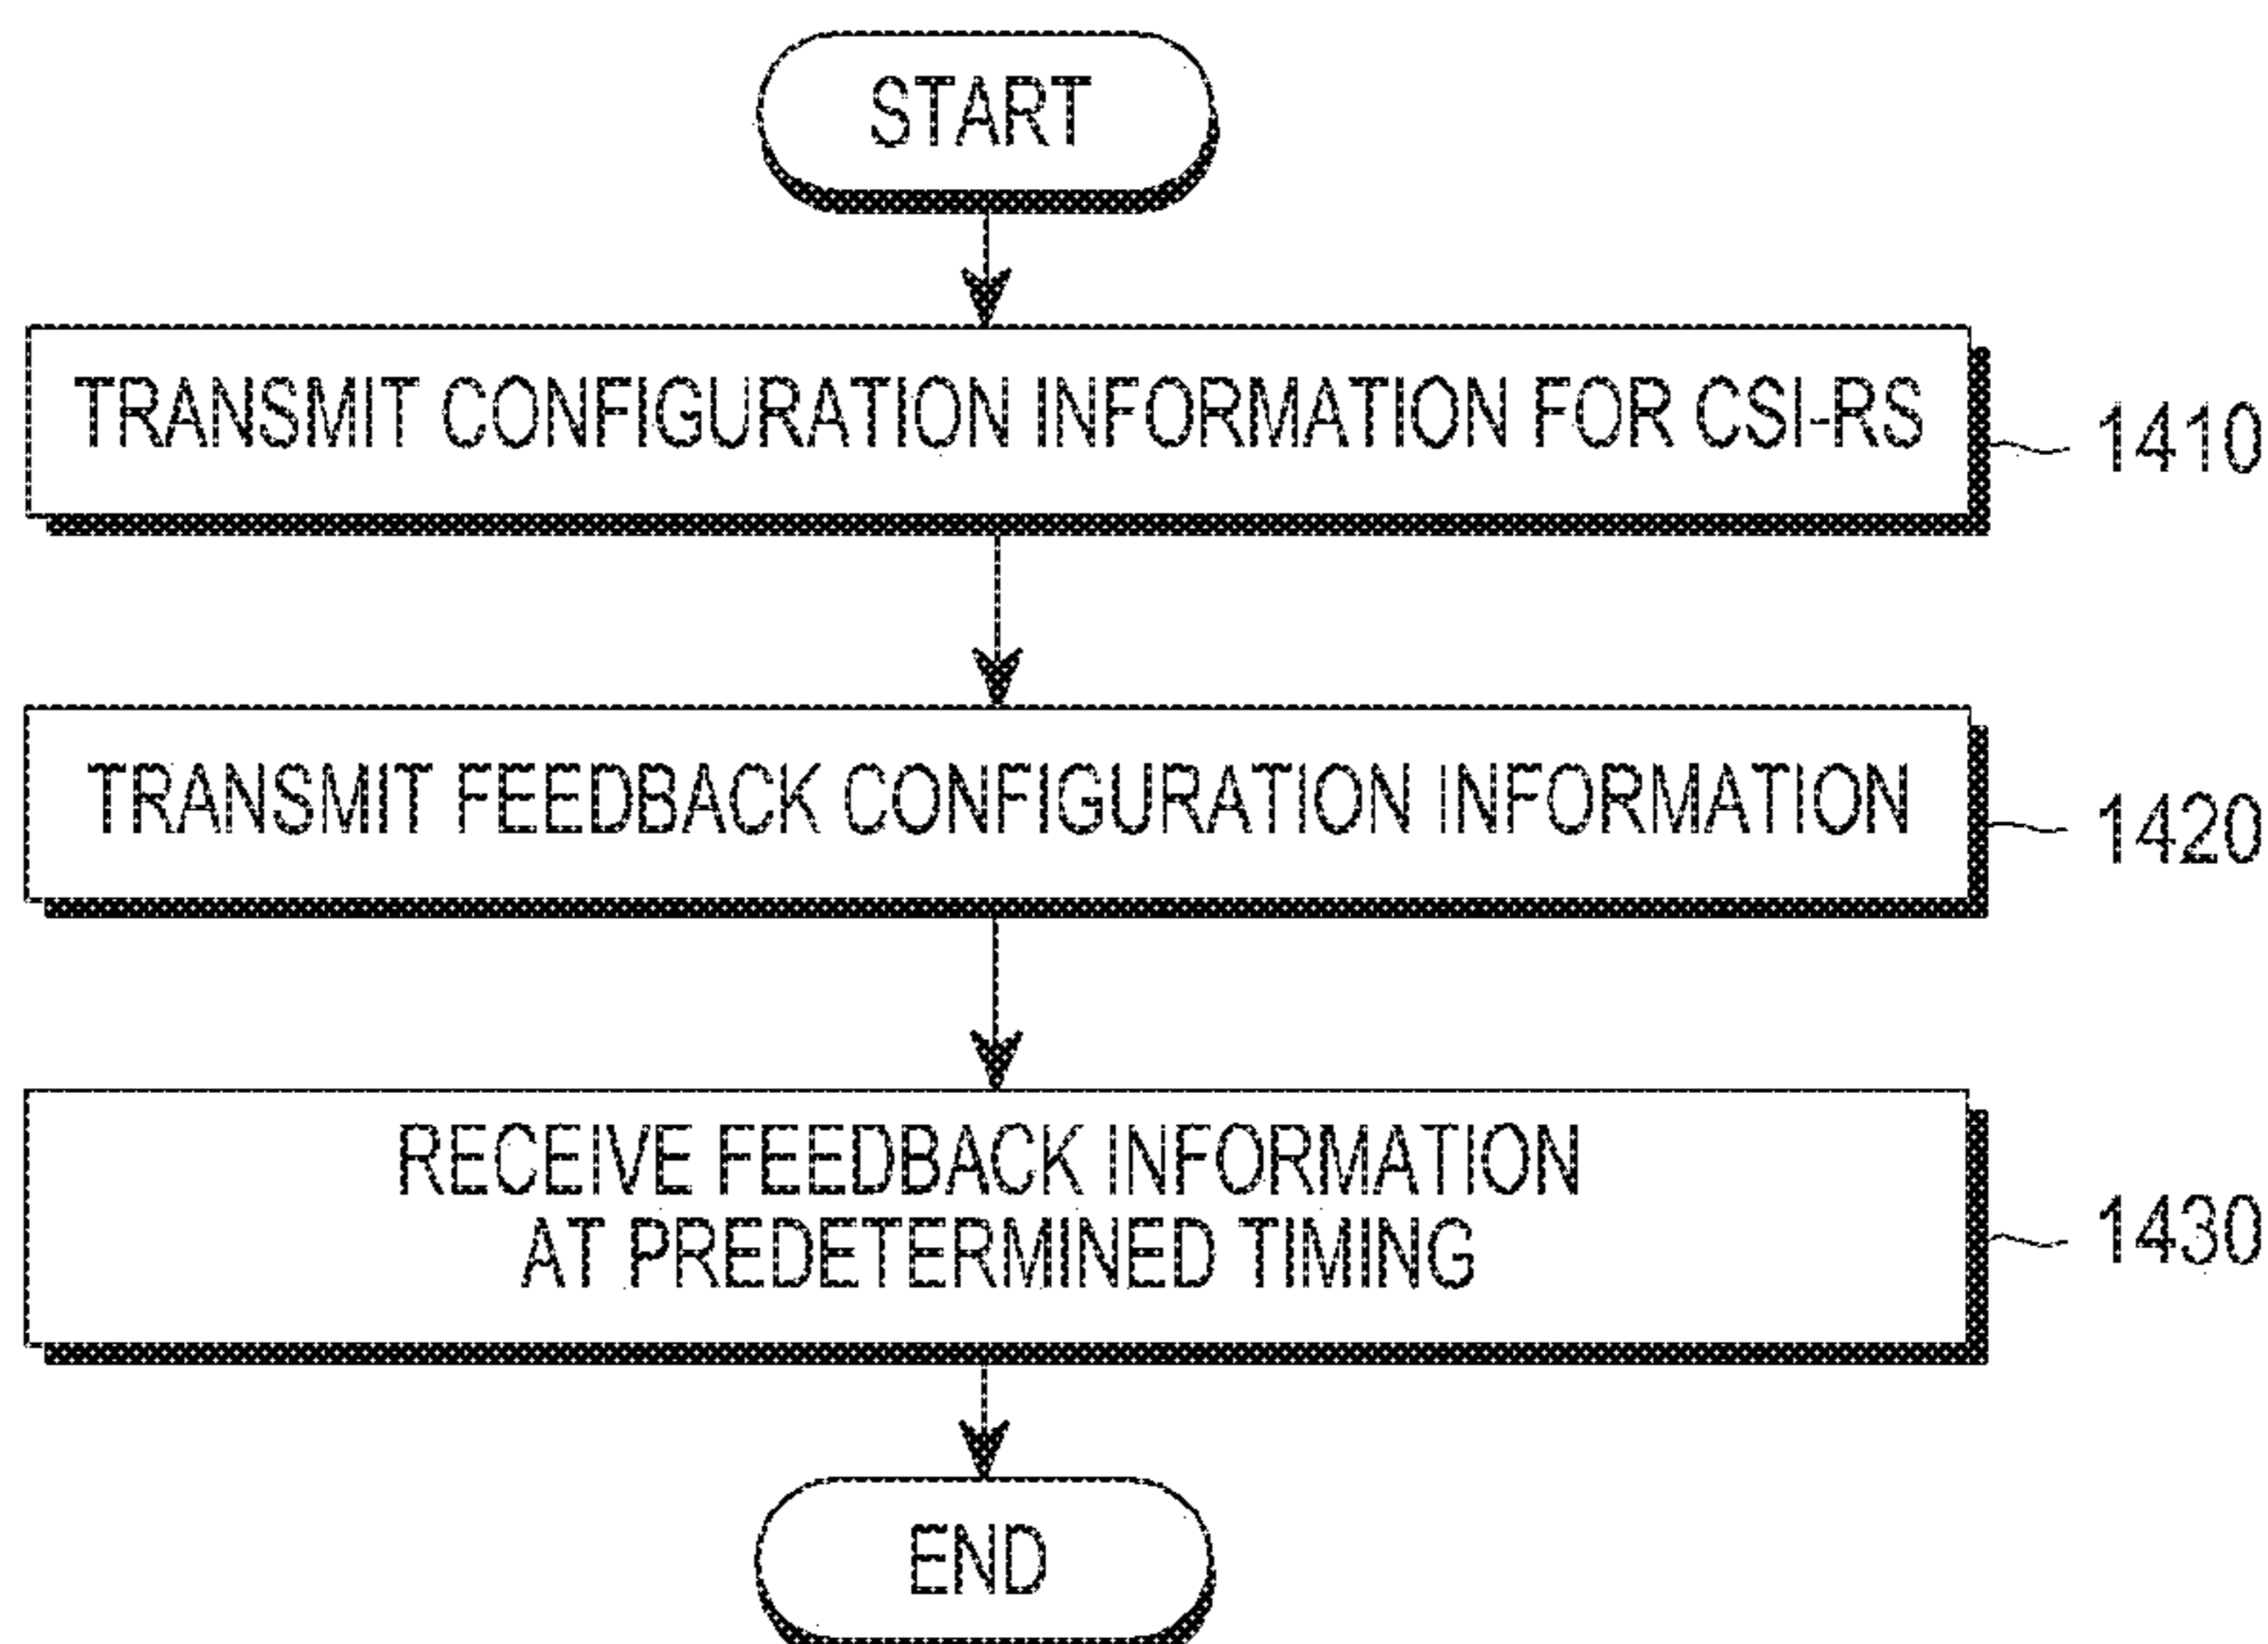 START
TRANSMIT CONFIGURATION INFORMATION FOR CSI-RS
1410
TRANSMIT FEEDBACK CONFIGURATION INFORMATION
1420
RECEIVE FEEDBACK INFORMATION
AT PREDETERMINED TIMING
1430
END